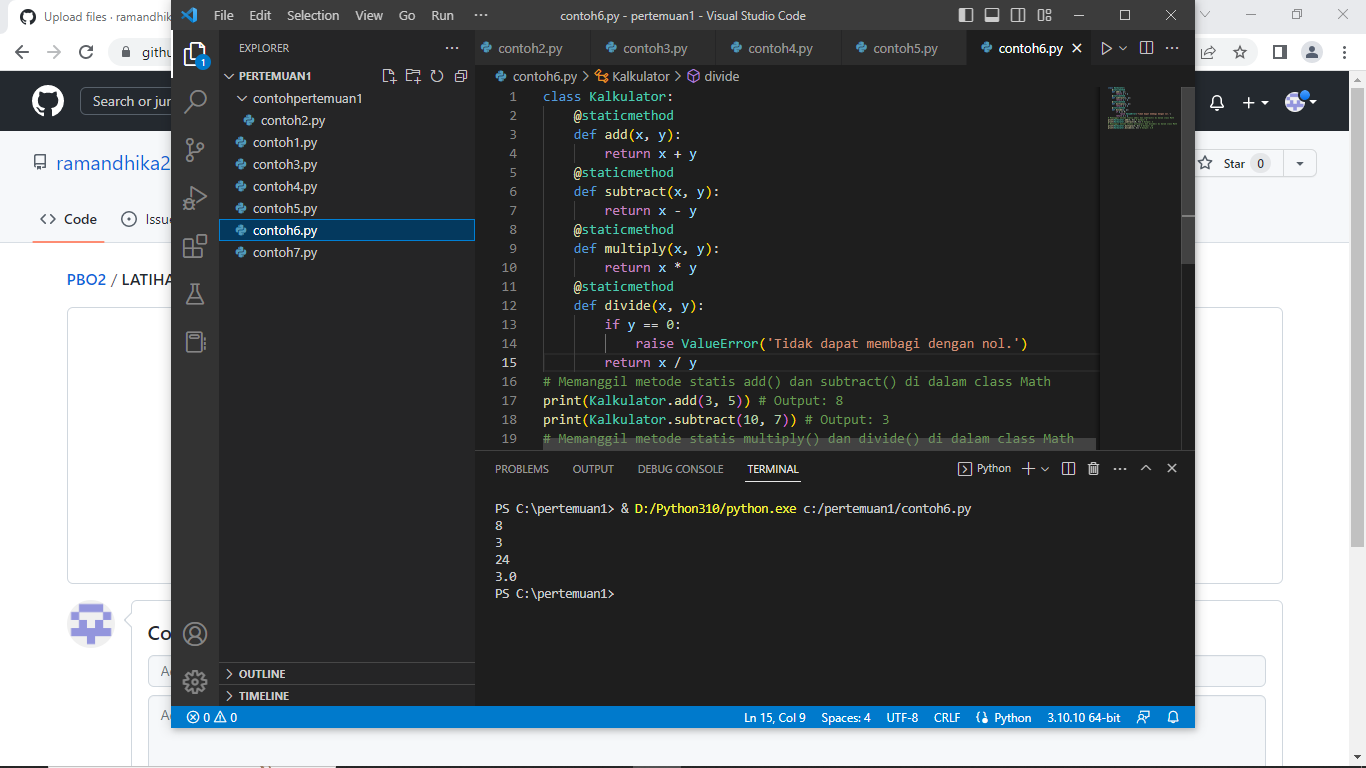 Upload files · ramandhik
githu
Search or jur
ramandhika2
Star 0
Code
Issu
PBO2 / LATIHA
Co
File Edit Selection View Go Run ···
contoh6.py - pertemuan1 - Visual Studio Code
EXPLORER
PERTEMUAN1
contohpertemuan1
contoh2.py
contoh1.py
contoh3.py
contoh4.py
contoh5.py
contoh6.py
contoh7.py
OUTLINE
TIMELINE
1
contoh2.py contoh3.py contoh4.py contoh5.py contoh6.py
contoh6.py > Kalkulator > divide
1 class Kalkulator:
2 @staticmethod
3 def add(x, y):
4 return x + y
5 @staticmethod
6 def subtract(x, y):
7 return x - y
8 @staticmethod
9 def multiply(x, y):
10 return x * y
11 @staticmethod
12 def divide(x, y):
13 if y == 0:
14 raise ValueError('Tidak dapat membagi dengan nol.')
15 return x / y
16 # Memanggil metode statis add() dan subtract() di dalam class Math
17 print(Kalkulator.add(3, 5)) # Output: 8
18 print(Kalkulator.subtract(10, 7)) # Output: 3
19 # Memanggil metode statis multiply() dan divide() di dalam class Math
PROBLEMS OUTPUT DEBUG CONSOLE TERMINAL
Python
PS C:\pertemuan1> & D:/Python310/python.exe c:/pertemuan1/contoh6.py
8
3
24
3.0
PS C:\pertemuan1>
0 0
Ln 15, Col 9 Spaces: 4 UTF-8 CRLF Python 3.10.10 64-bit